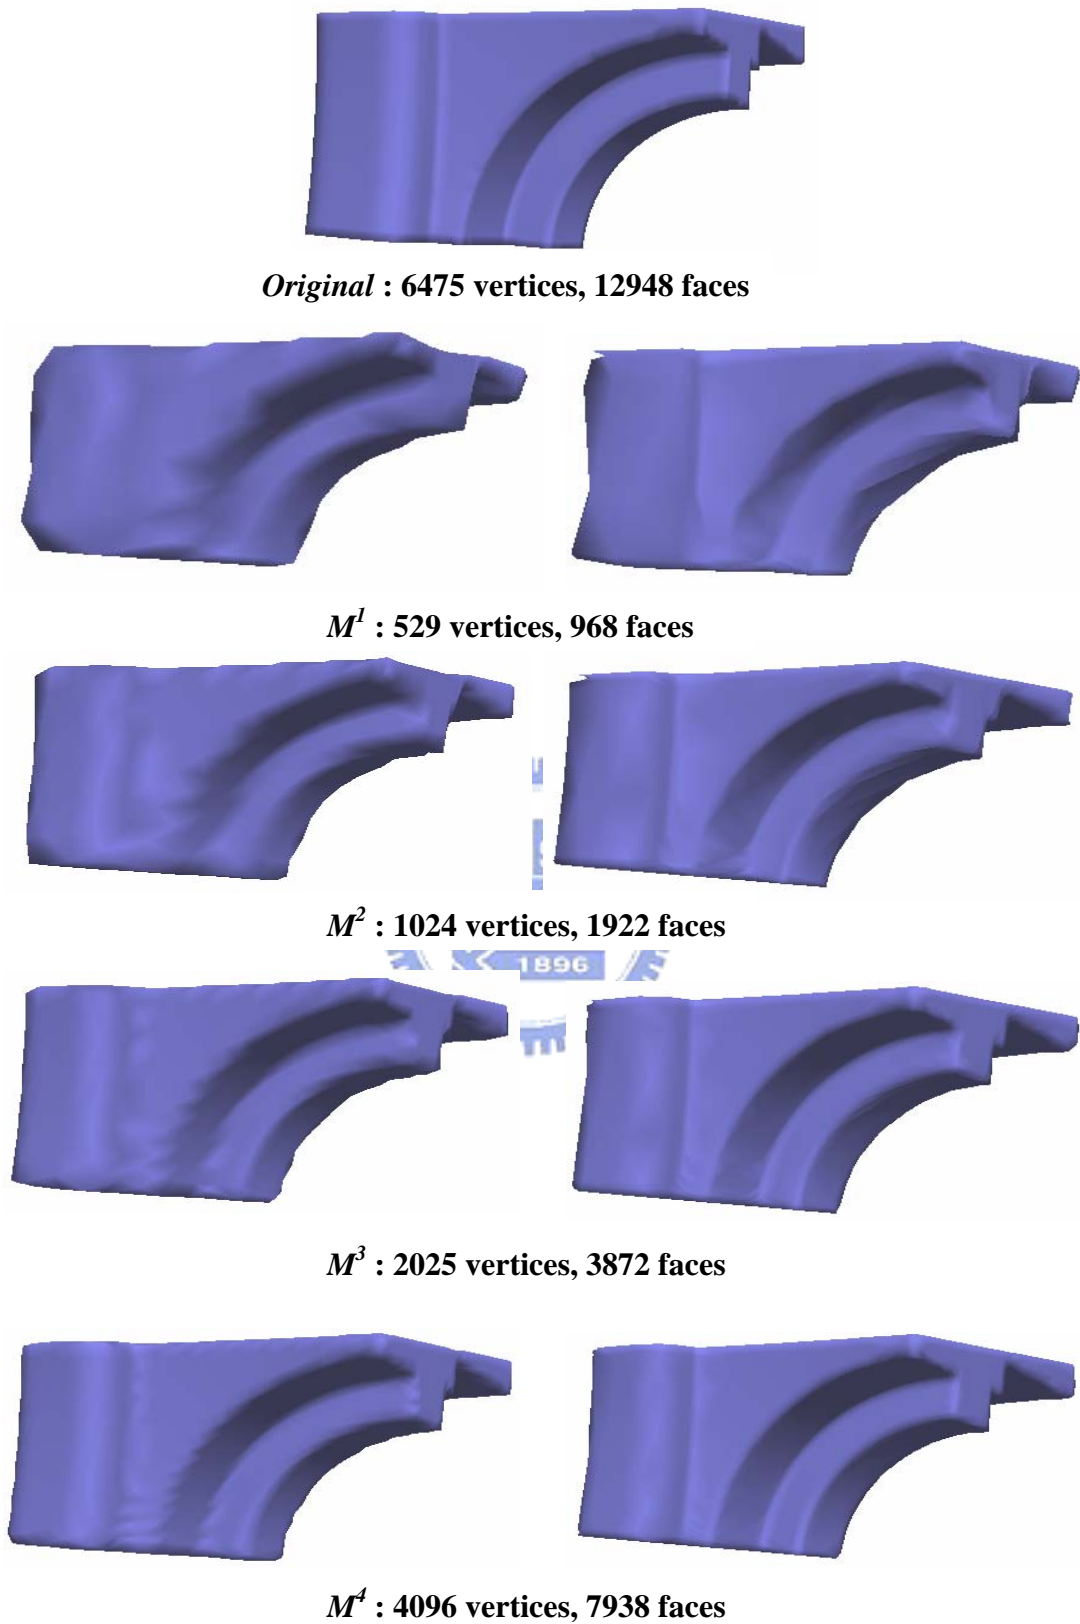 Original : 6475 vertices, 12948 faces
M¹ : 529 vertices, 968 faces
M² : 1024 vertices, 1922 faces
1896
M³ : 2025 vertices, 3872 faces
M⁴ : 4096 vertices, 7938 faces